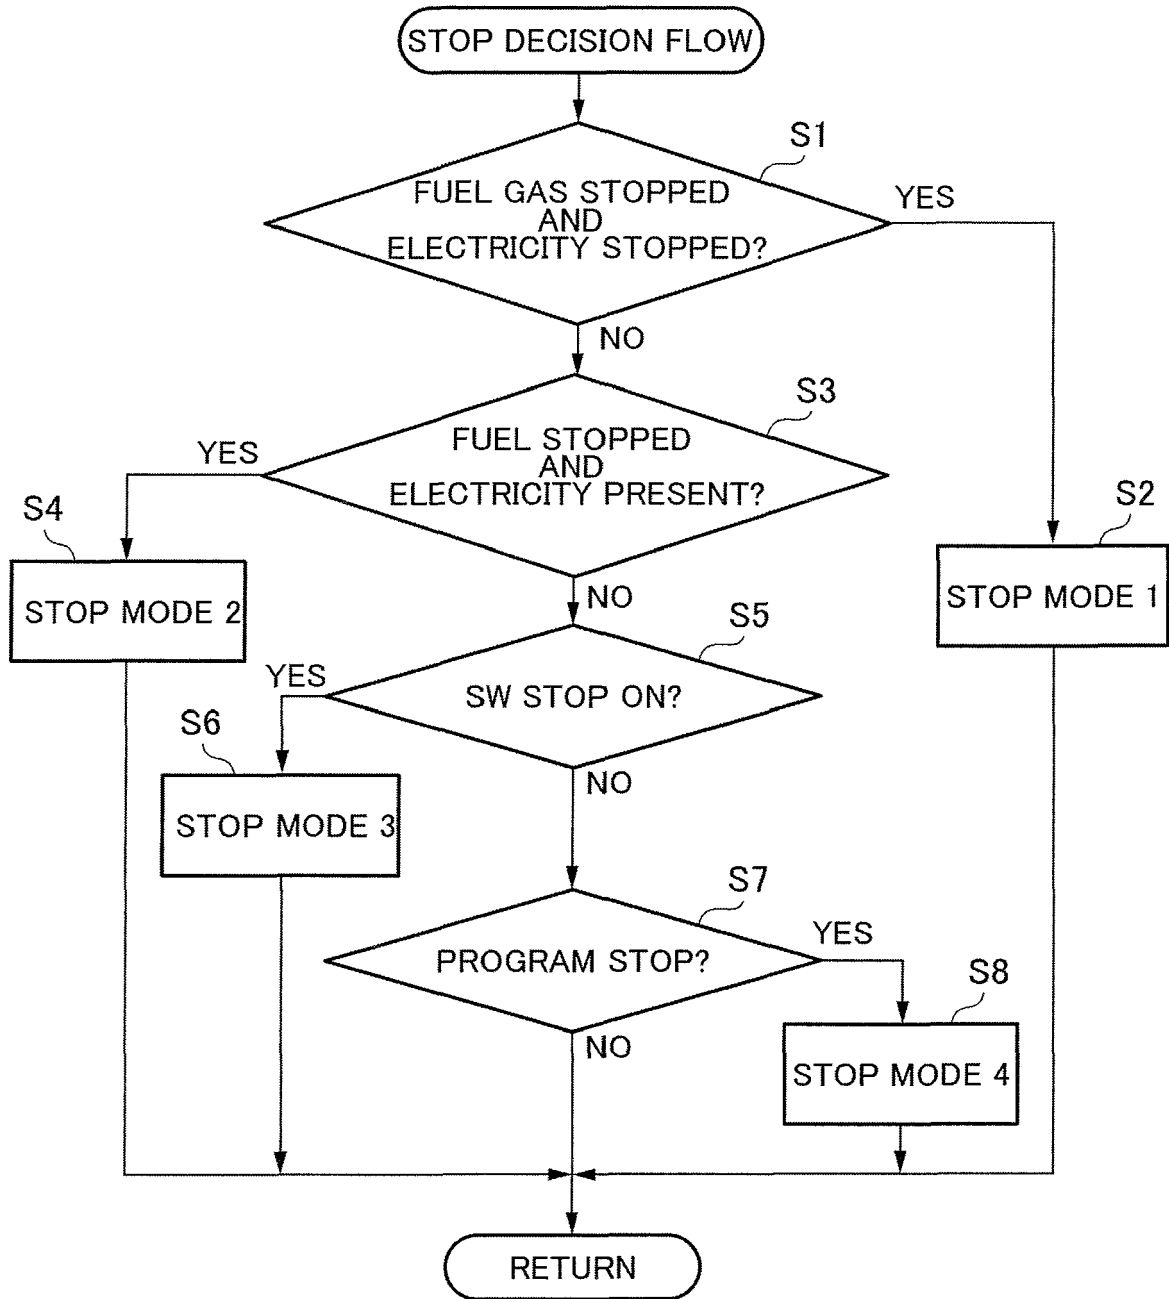 STOP DECISION FLOW
S1
FUEL GAS STOPPED
AND
ELECTRICITY STOPPED?
YES
NO
S3
FUEL STOPPED
AND
ELECTRICITY PRESENT?
YES
S4
S2
STOP MODE 2
STOP MODE 1
NO
S5
SW STOP ON?
YES
S6
STOP MODE 3
NO
S7
PROGRAM STOP?
YES
S8
STOP MODE 4
NO
RETURN